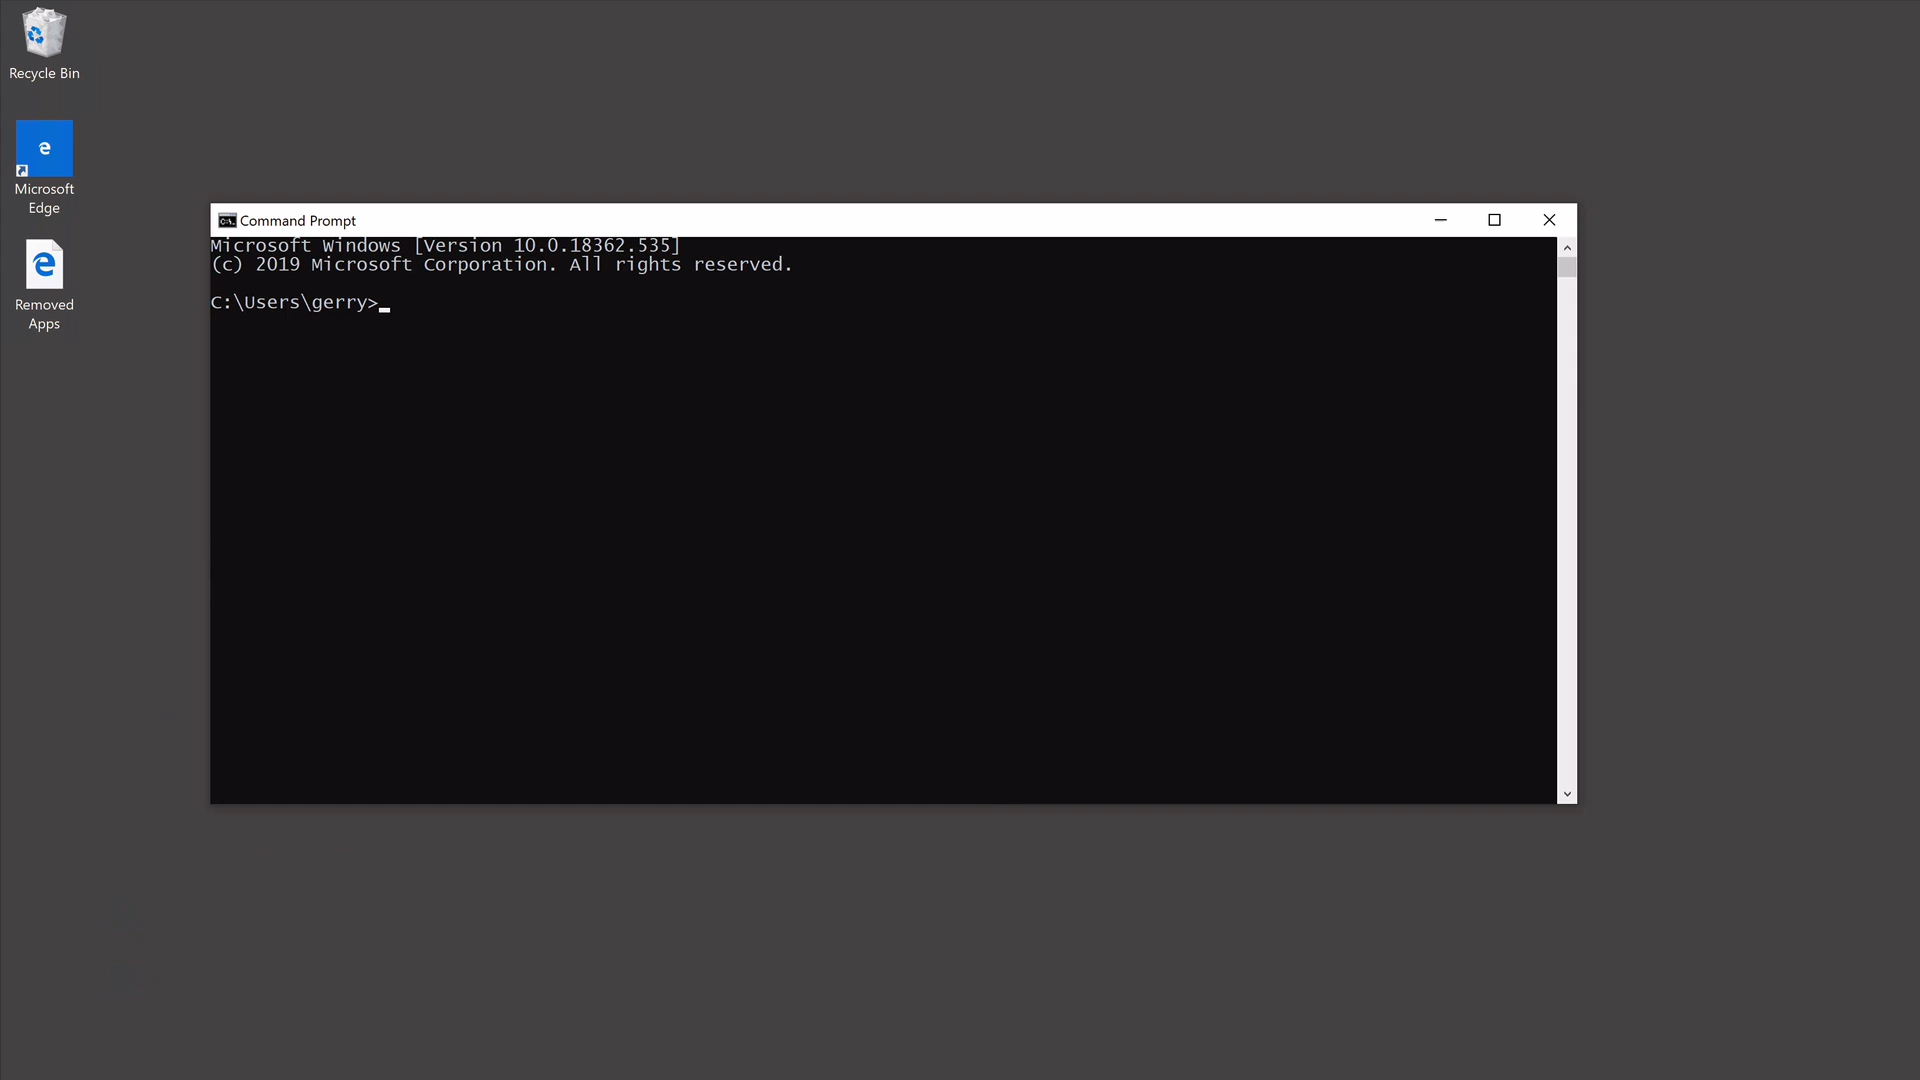 Recycle Bin
Microsoft
Edge
Removed
Apps
Command Prompt
Microsoft Windows [Version 10.0.18362.535]
(c) 2019 Microsoft Corporation. All rights reserved.
C:\Users\gerry>